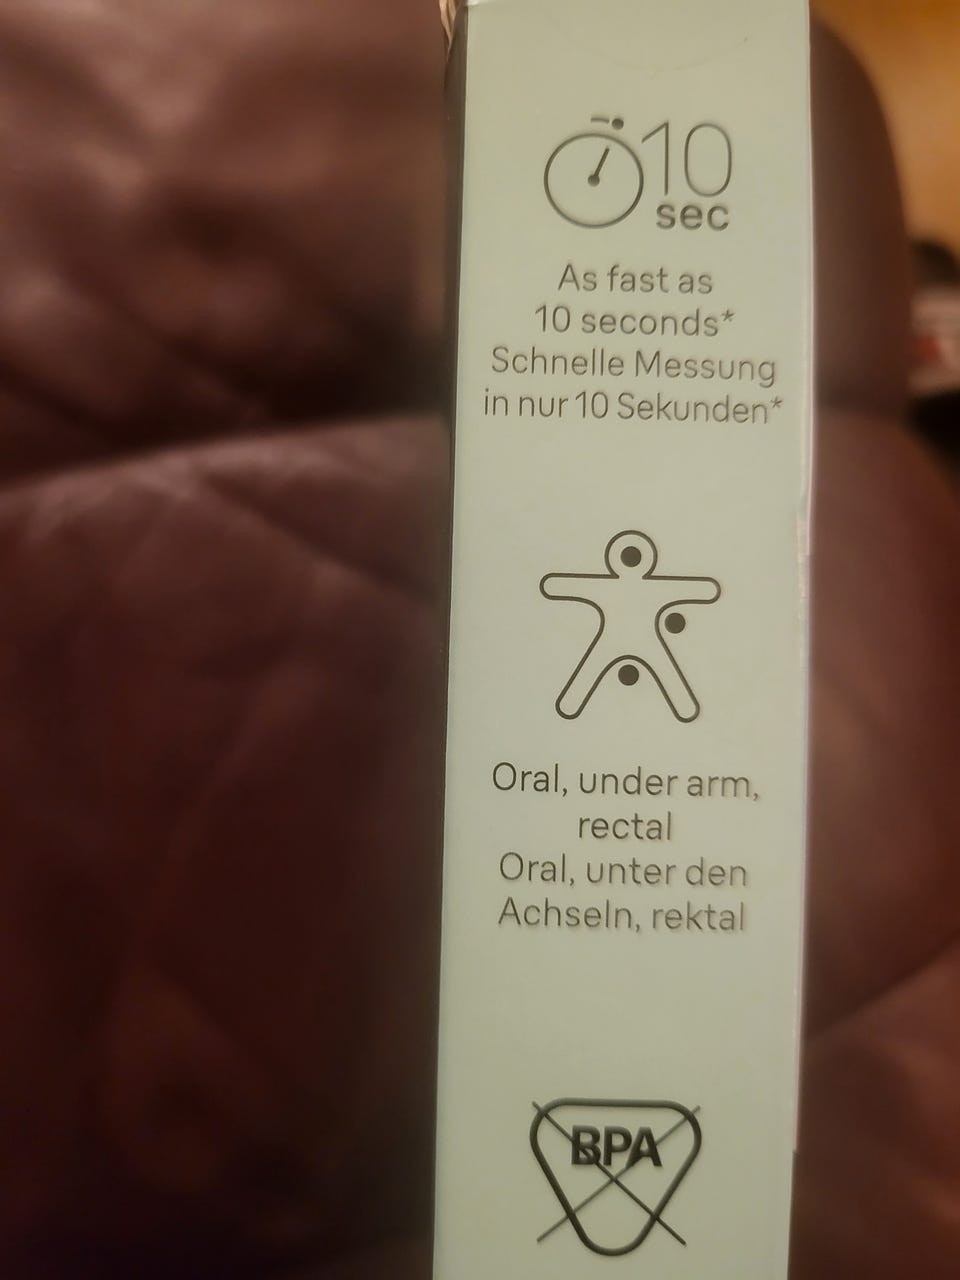 10
sec
As fast as
10 seconds*
Schnelle Messung
in nur 10 Sekunden*
Oral, under arm,
rectal
Oral, unter den
Achseln, rektal
BPA